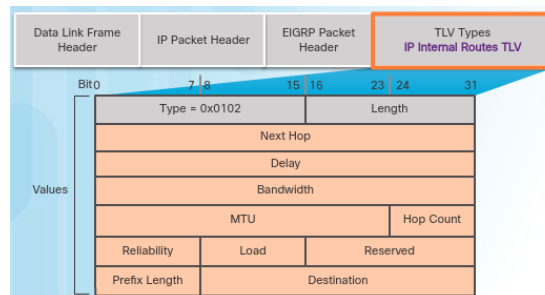 Data Link Frame Header
IP Packet Header
EIGRP Packet Header
TLV Types
IP Internal Routes TLV
Bit 0 7 8 15 16 23 24 31
Type = 0x0102 Length
Next Hop
Delay
Values Bandwidth
MTU Hop Count
Reliability Load Reserved
Prefix Length Destination